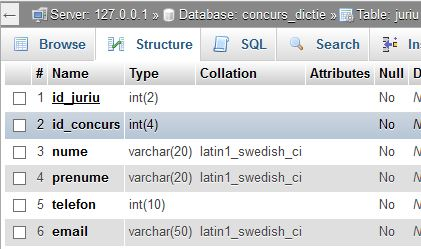 Server: 127.0.0.1 » Database: concurs_dictie » Table: juriu
Browse Structure SQL Search
# Name Type Collation Attributes Null
1 id_juriu int(2) No
2 id_concurs int(4) No
3 nume varchar(20) latin1_swedish_ci No
4 prenume varchar(20) latin1_swedish_ci No
5 telefon int(10) No
6 email varchar(50) latin1_swedish_ci No